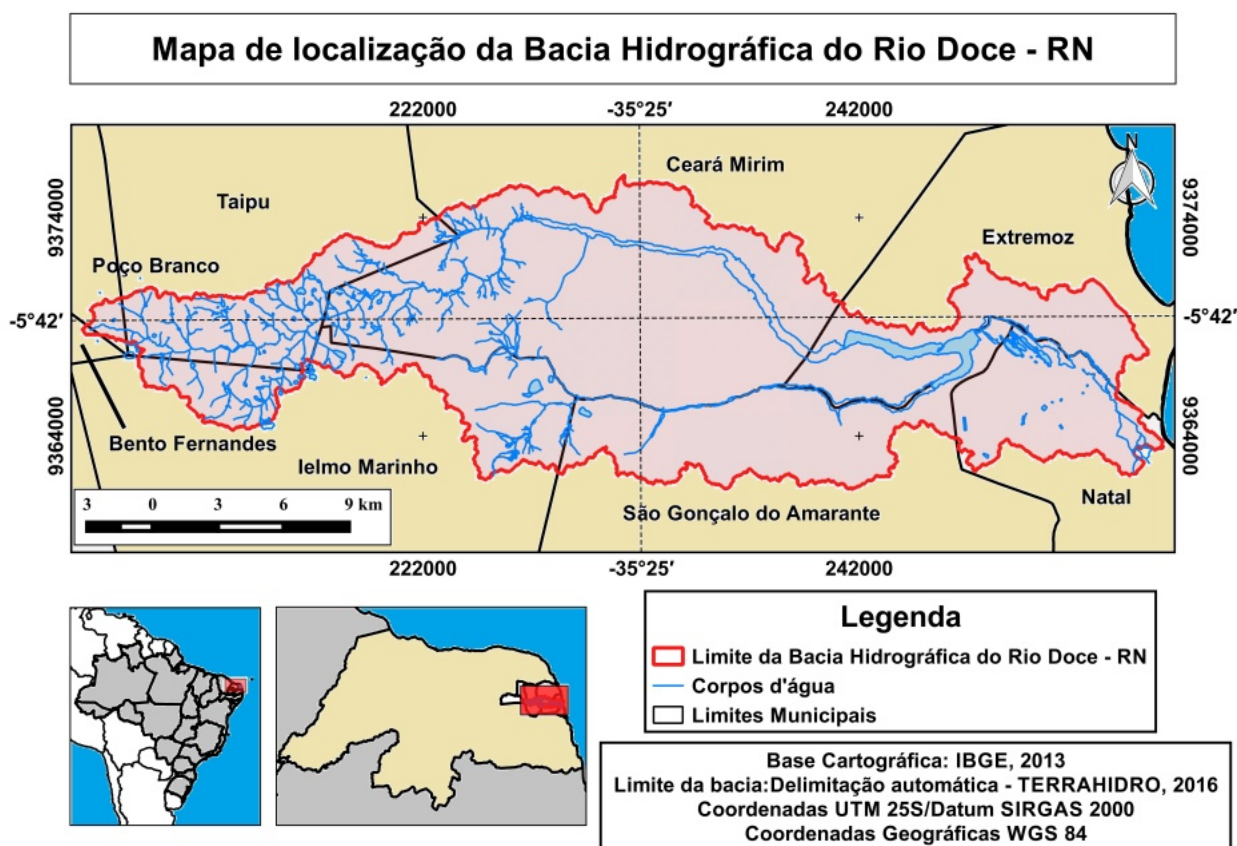 Mapa de localização da Bacia Hidrográfica do Rio Doce - RN
222000
-35°25'
242000
N
Ceará Mirim
Taipu
9374000
9374000
Extremoz
Poço Branco
-5°42'
-5°42'
9364000
9364000
Bento Fernandes
Ielmo Marinho
Natal
São Gonçalo do Amarante
3 0 3 6 9 km
222000
-35°25'
242000
Legenda
Limite da Bacia Hidrográfica do Rio Doce - RN
Corpos d'água
Limites Municipais
Base Cartográfica: IBGE, 2013
Limite da bacia:Delimitação automática - TERRAHIDRO, 2016
Coordenadas UTM 25S/Datum SIRGAS 2000
Coordenadas Geográficas WGS 84